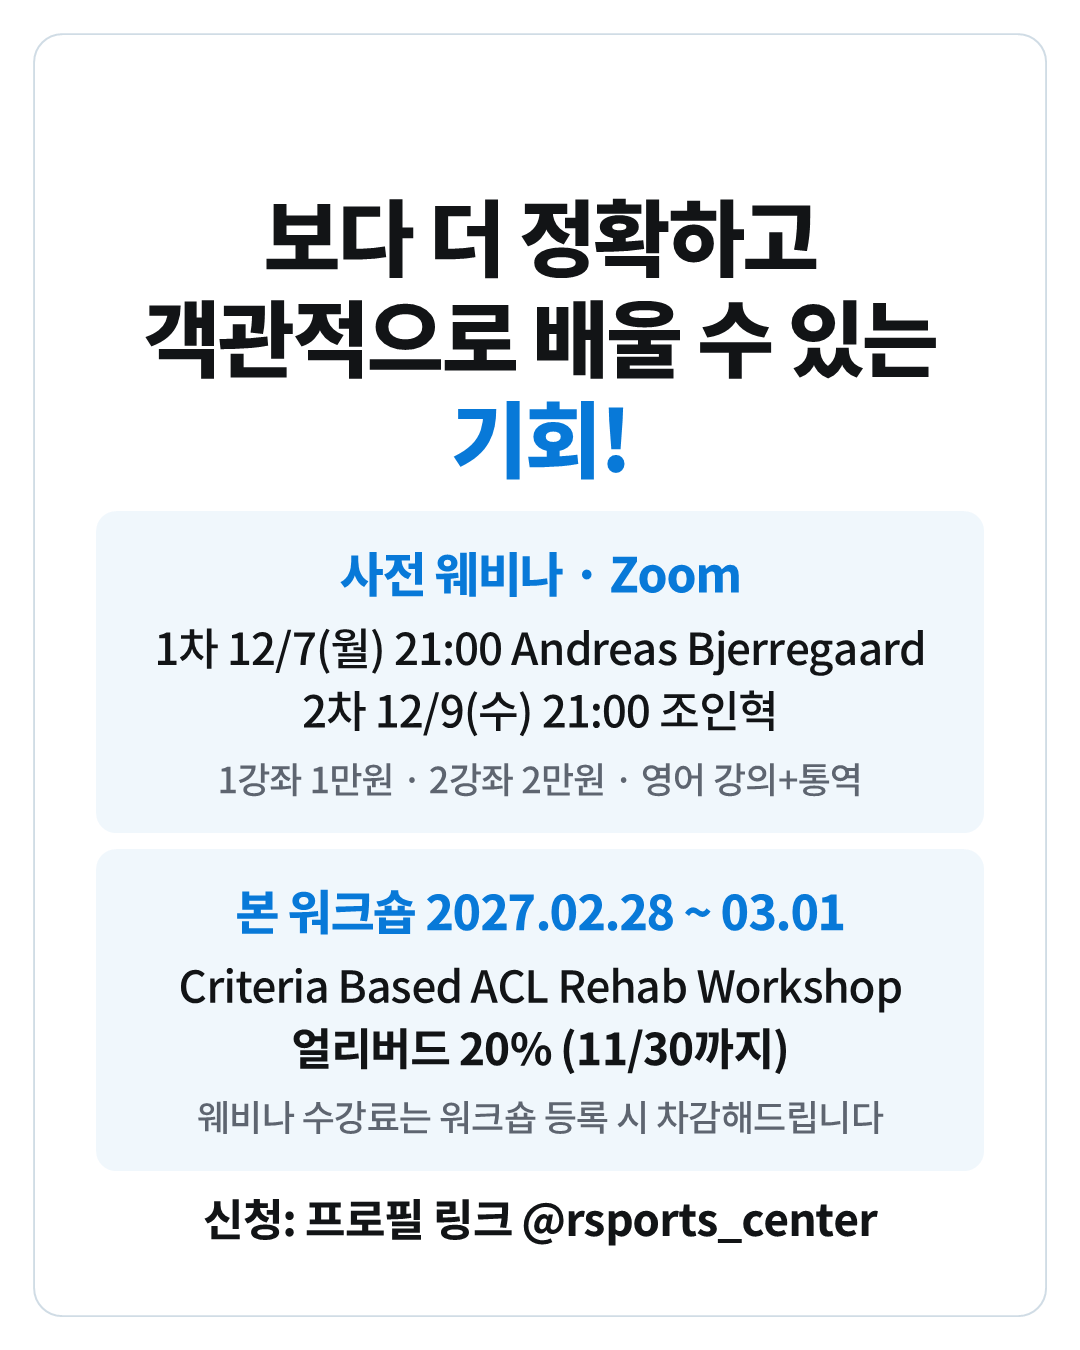 보다 더 정확하고
객관적으로 배울 수 있는
기회!
사전 웨비나 · Zoom
1차 12/7(월) 21:00 Andreas Bjerregaard
2차 12/9(수) 21:00 조인혁
1강좌 1만원 · 2강좌 2만원 · 영어 강의+통역
본 워크숍 2027.02.28 ~ 03.01
Criteria Based ACL Rehab Workshop
얼리버드 20% (11/30까지)
웨비나 수강료는 워크숍 등록 시 차감해드립니다
신청: 프로필 링크 @rsports_center